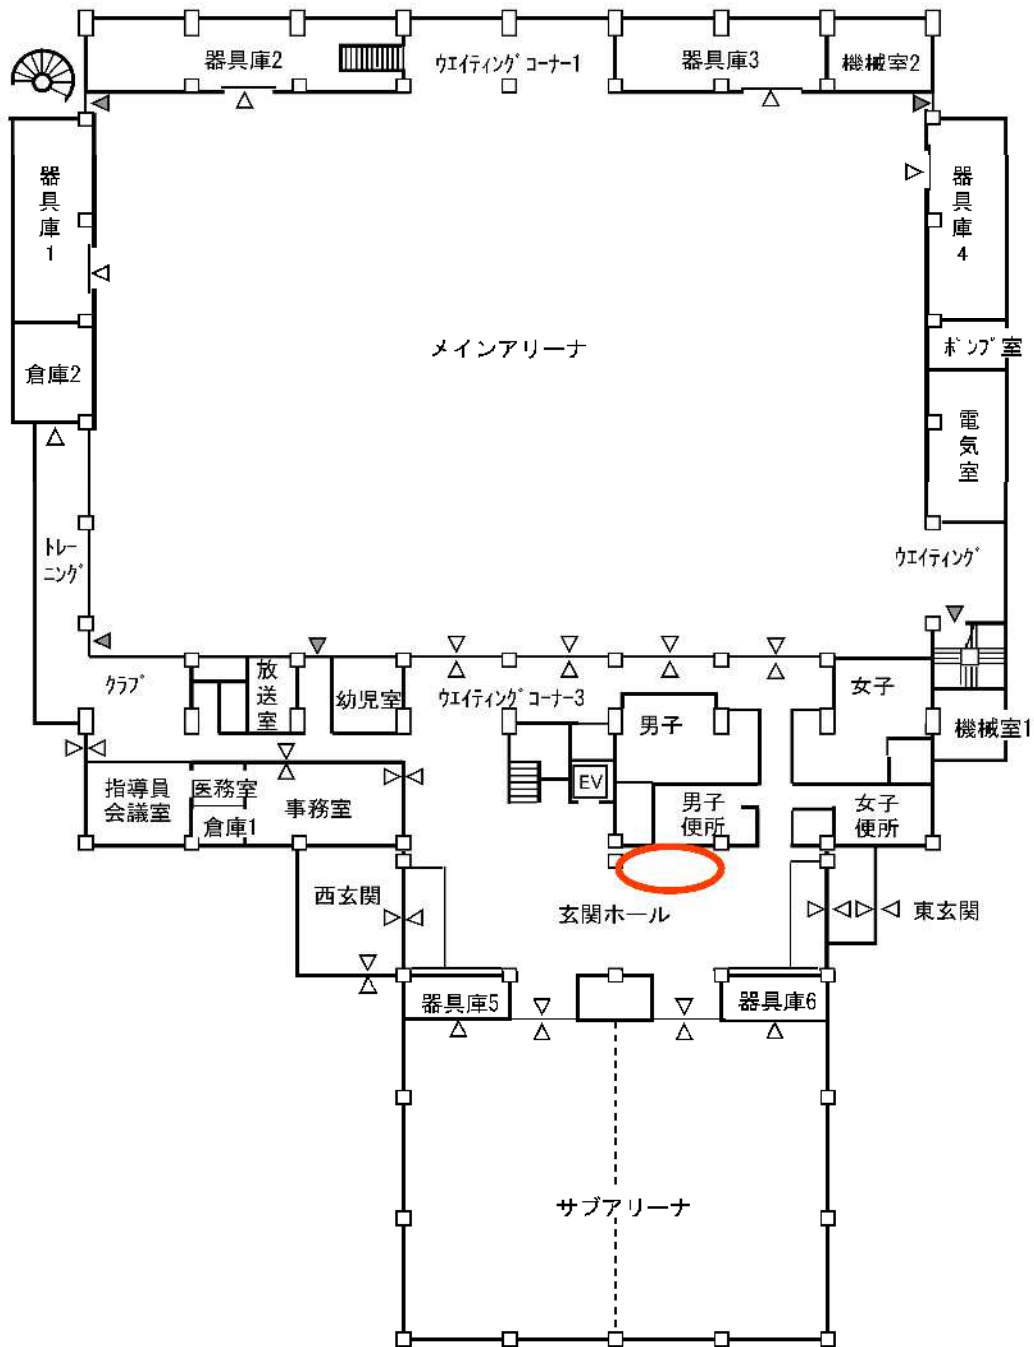 器具庫2
ウエイティングコーナー1
器具庫3
機械室2
器具庫1
器具庫4
メインアリーナ
ポンプ室
倉庫2
電気室
トレーニング
ウエイティング
クラブ
放送室
幼児室
ウエイティングコーナー3
男子
女子
機械室1
指導員
会議室
医務室
倉庫1
事務室
EV
男子
便所
女子
便所
西玄関
玄関ホール
東玄関
器具庫5
器具庫6
サブアリーナ